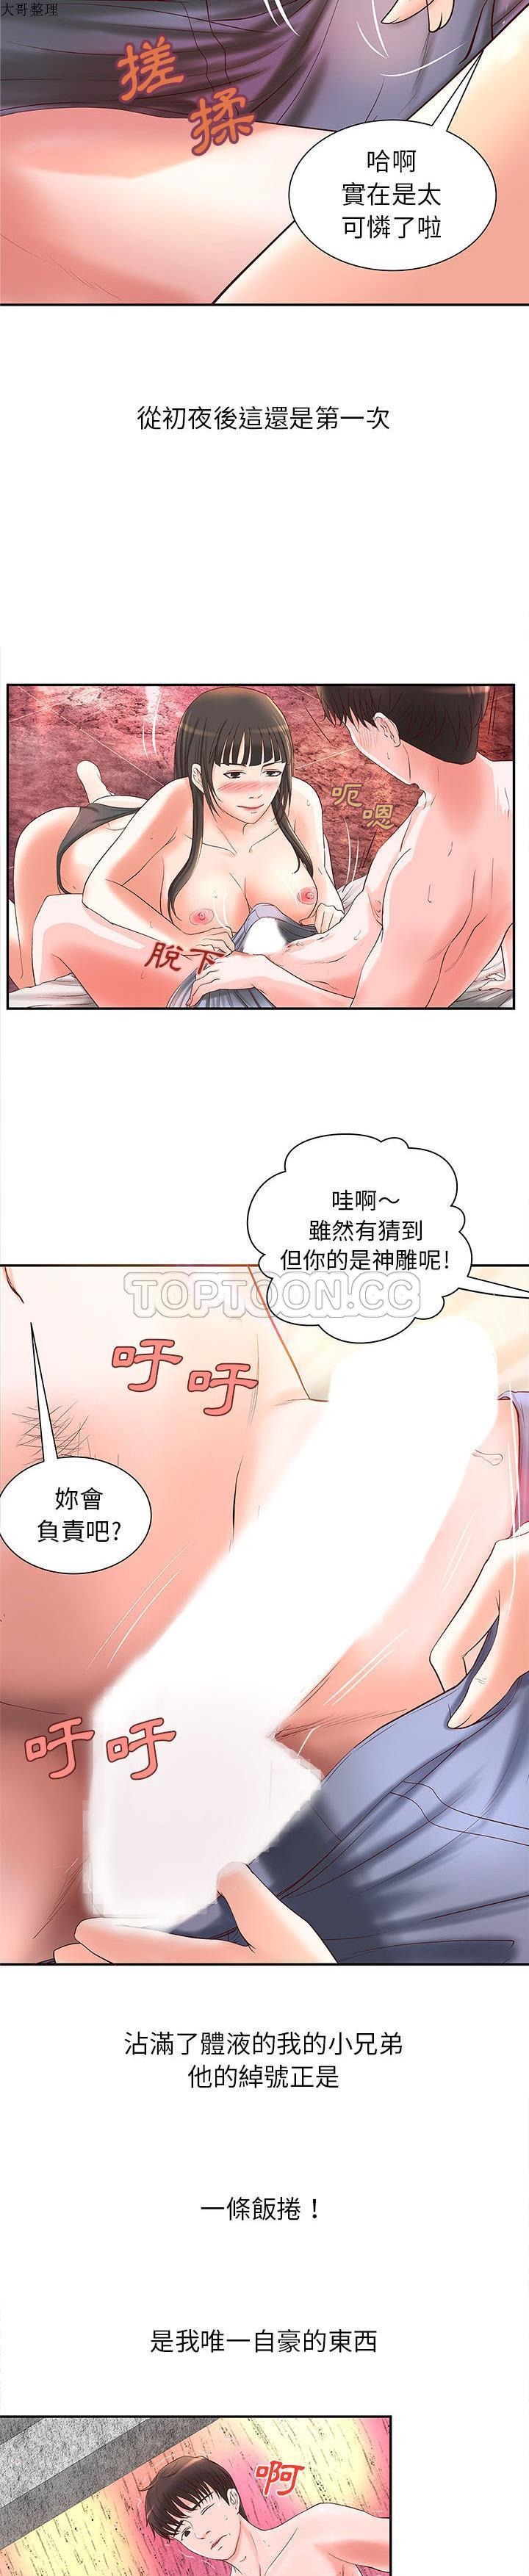 大哥整理
搓
揉
哈啊
實在是太
可憐了啦
從初夜後這還是第一次
呃
嗯
脫下
哇啊～
雖然有猜到
但你的是神雕呢!
TOPTOON.CC
吁吁
妳會
負責吧?
吁吁
沾滿了體液的我的小兄弟
他的綽號正是
一條飯捲！
是我唯一自豪的東西
啊